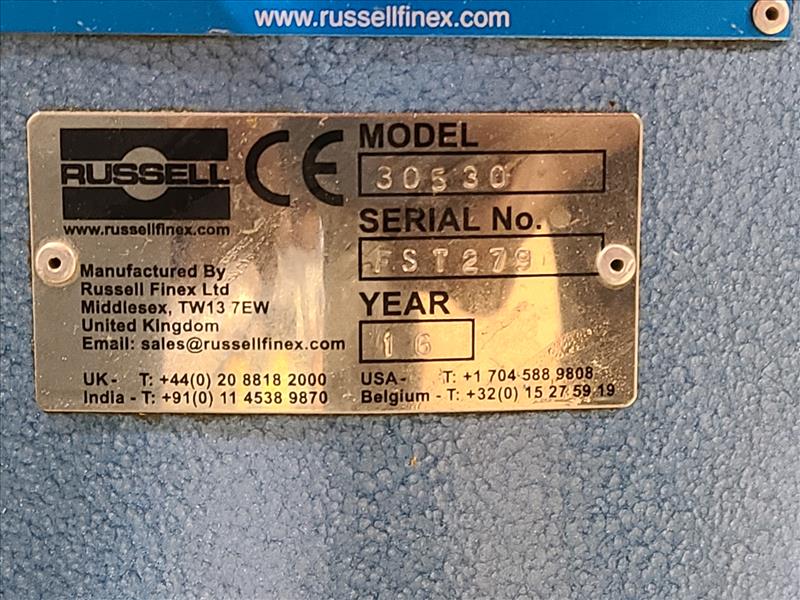 www.russellfinex.com
RUSSELL
www.russellfinex.com
CE
MODEL
30530
SERIAL No.
FST279
YEAR
16
Manufactured By
Russell Finex Ltd
Middlesex, TW13 7EW
United Kingdom
Email: sales@russellfinex.com
UK- T: +44(0) 20 8818 2000
India - T: +91(0) 11 4538 9870
USA- T: +1 704 588 9808
Belgium - T: +32(0) 15 27 59 19